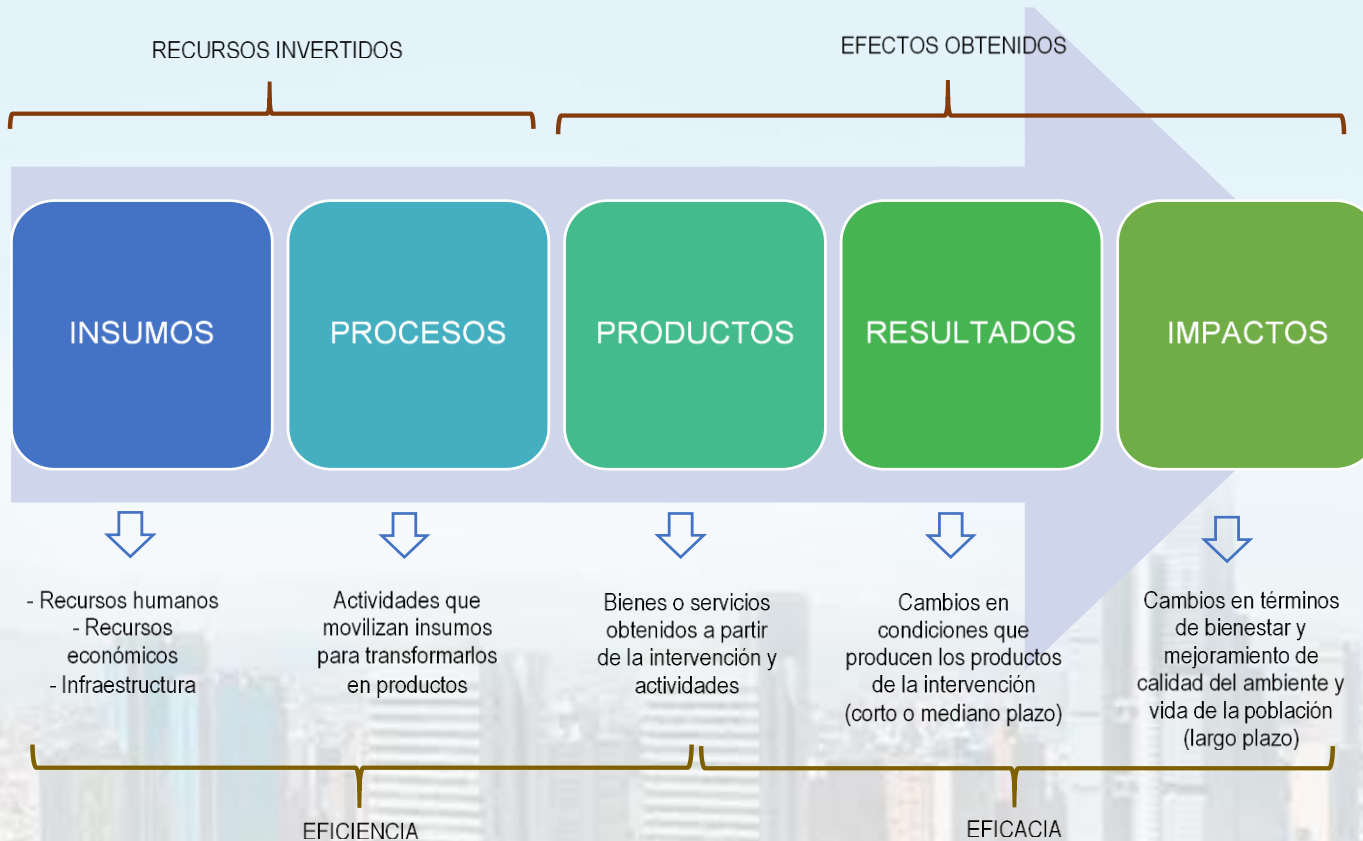 RECURSOS INVERTIDOS
EFECTOS OBTENIDOS
INSUMOS
PROCESOS
PRODUCTOS
RESULTADOS
IMPACTOS
- Recursos humanos
- Recursos
económicos
- Infraestructura
Actividades que
movilizan insumos
para transformarlos
en productos
Bienes o servicios
obtenidos a partir
de la intervención y
actividades
Cambios en
condiciones que
producen los productos
de la intervención
(corto o mediano plazo)
Cambios en términos
de bienestar y
mejoramiento de
calidad del ambiente y
vida de la población
(largo plazo)
EFICIENCIA
EFICACIA